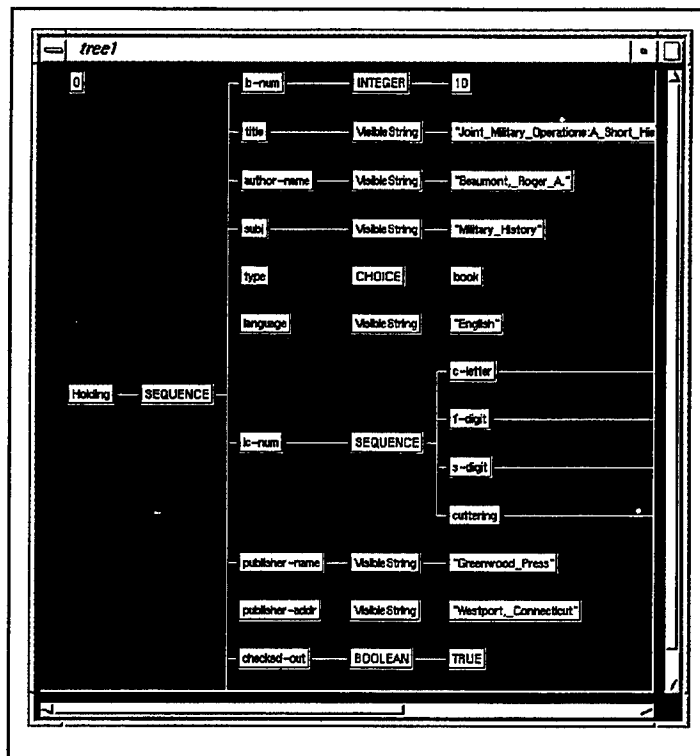 tree1
0
b-num INTEGER 10
title VisibleString "Joint_Military_Operations:A_Short_His
author-name VisibleString "Beaumont,_Roger_A."
subj VisibleString "Military_History"
type CHOICE book
language VisibleString "English"
c-letter
Holding SEQUENCE
f-digit
lc-num SEQUENCE
s-digit
cuttering
publisher-name VisibleString "Greenwood_Press"
publisher-addr VisibleString "Westport,_Connecticut"
checked-out BOOLEAN TRUE